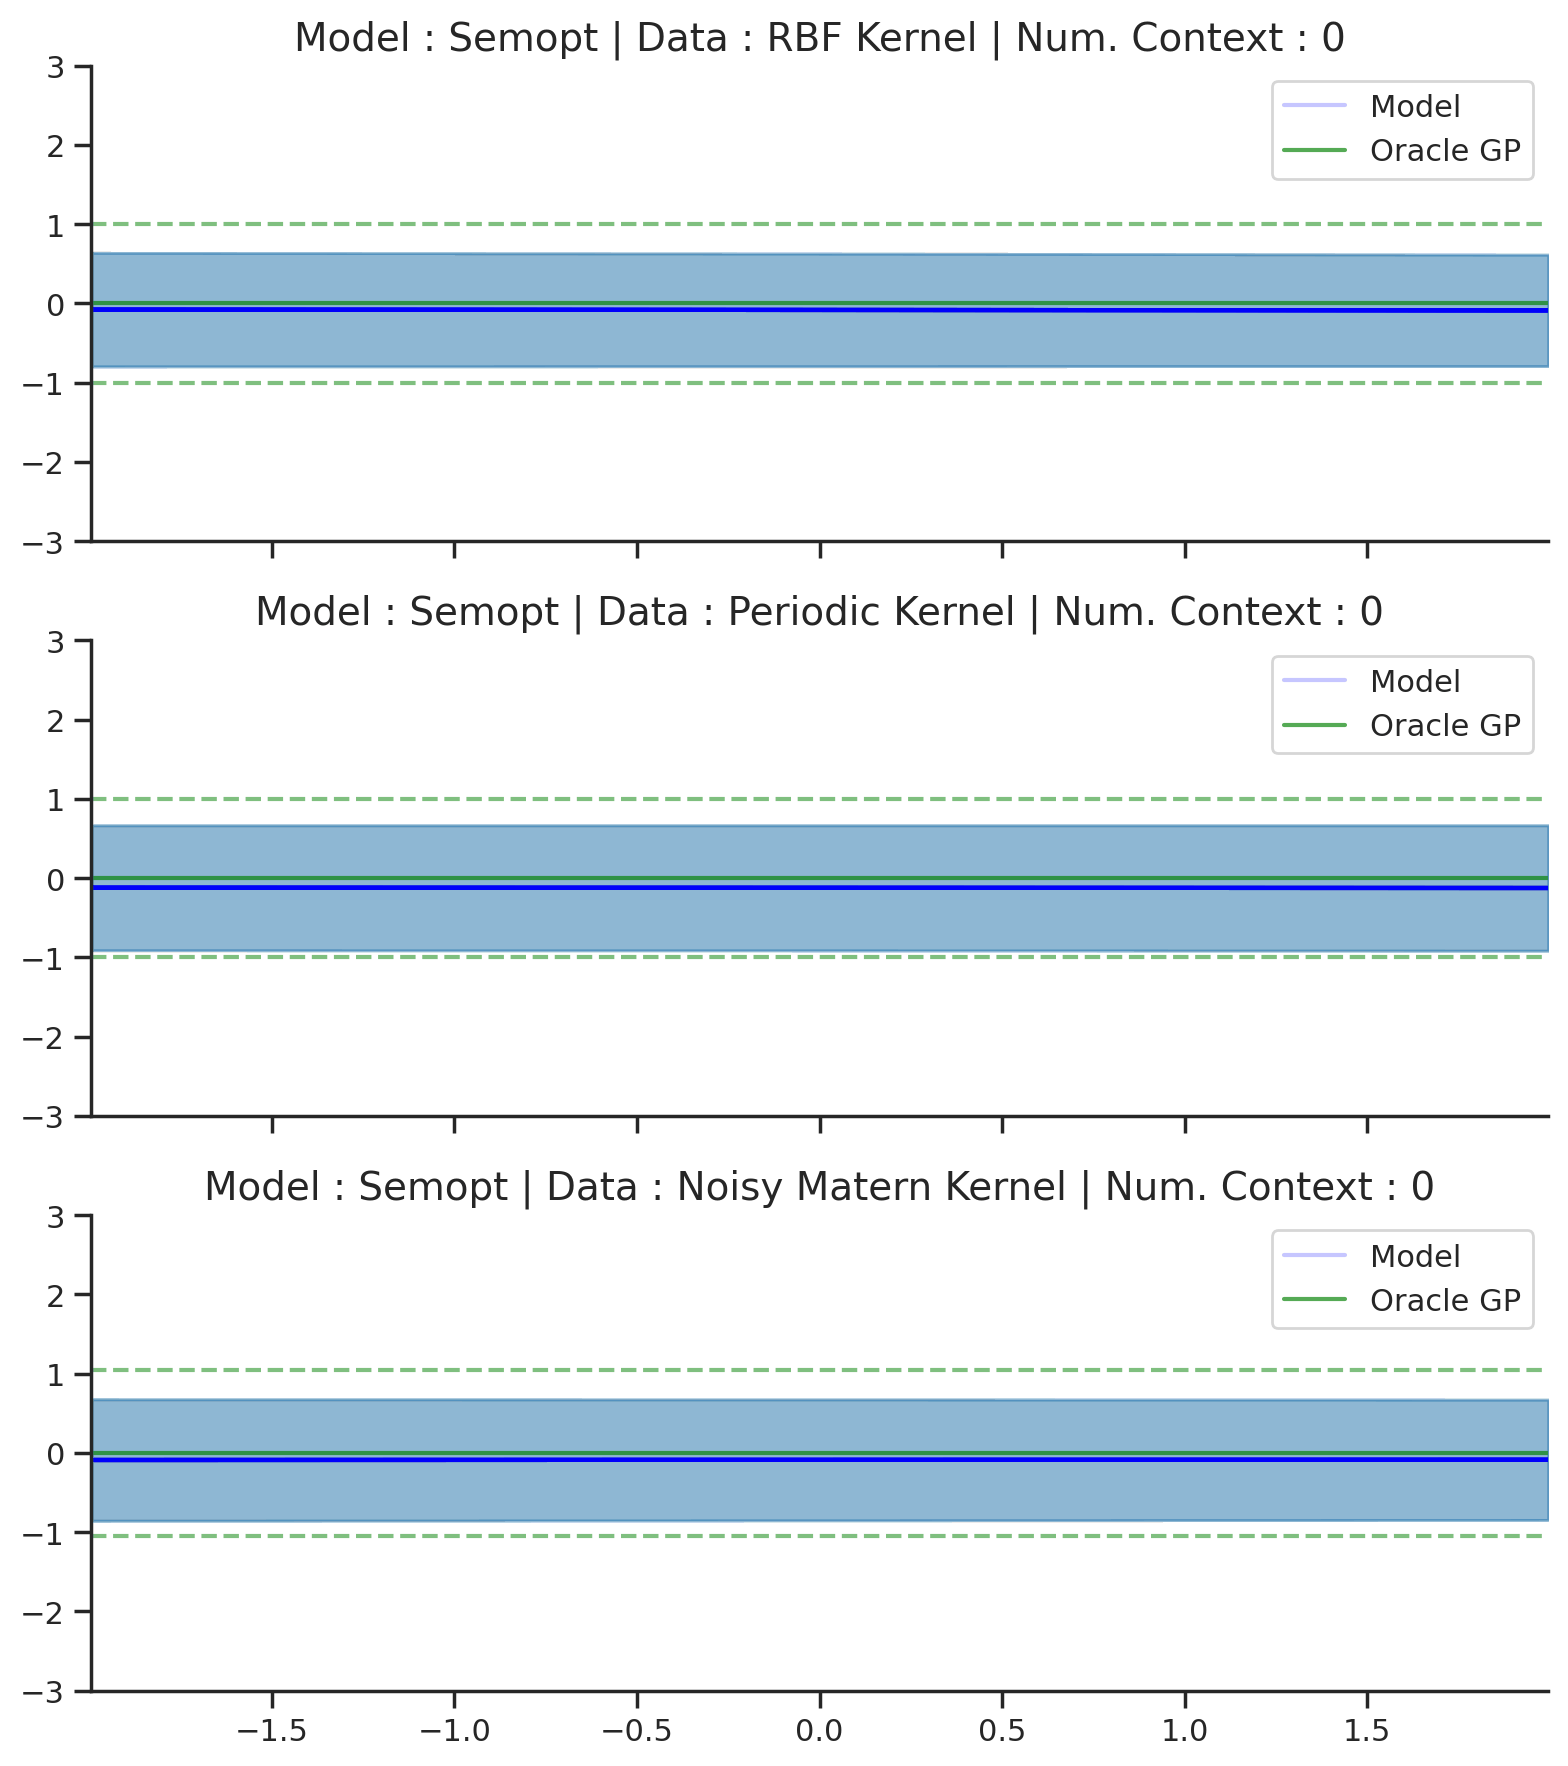 Model : Semopt | Data : RBF Kernel | Num. Context : 0
3
2
1
0
−1
−2
−3
Model
Oracle GP
Model : Semopt | Data : Periodic Kernel | Num. Context : 0
3
2
1
0
−1
−2
−3
Model
Oracle GP
Model : Semopt | Data : Noisy Matern Kernel | Num. Context : 0
3
2
1
0
−1
−2
−3
Model
Oracle GP
−1.5 −1.0 −0.5 0.0 0.5 1.0 1.5